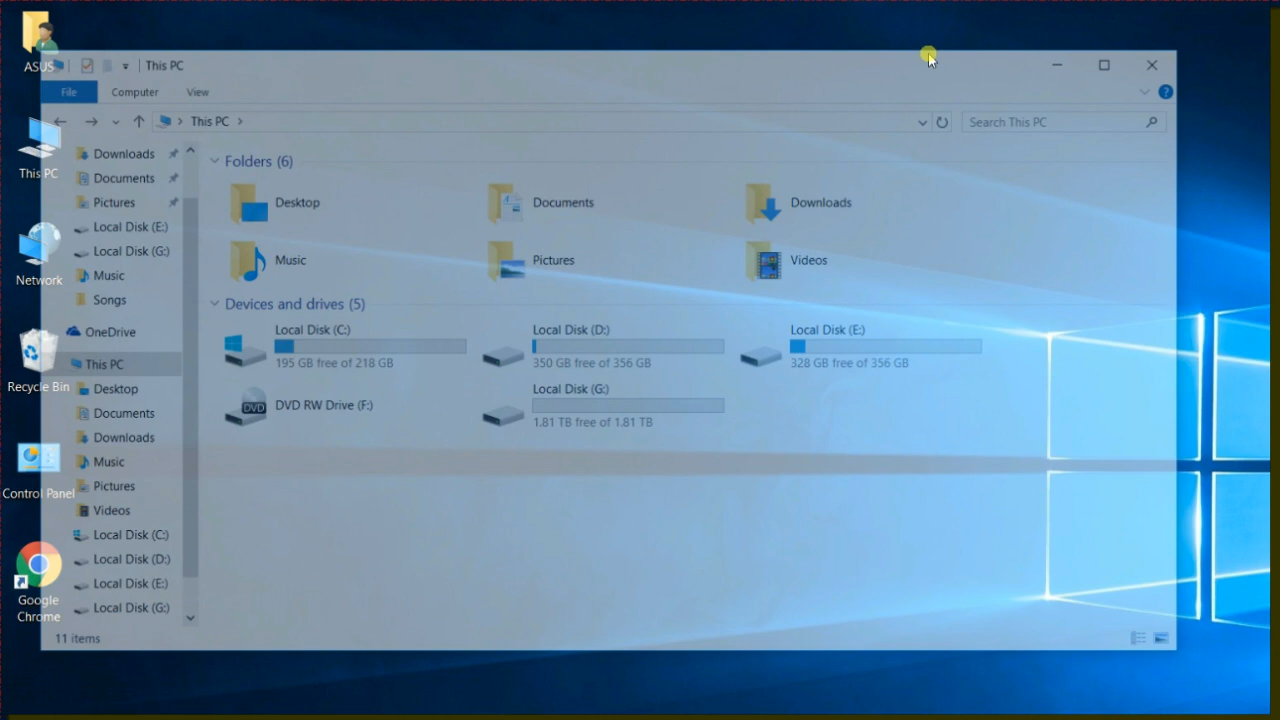 ASUS
This PC
Network
Recycle Bin
Control Panel
Google
Chrome
This PC
File
Computer
View
This PC
Search This PC
Downloads
Documents
Pictures
Local Disk (E:)
Local Disk (G:)
Music
Songs
OneDrive
This PC
Desktop
Documents
Downloads
Music
Pictures
Videos
Local Disk (C:)
Local Disk (D:)
Local Disk (E:)
Local Disk (G:)
Folders (6)
Desktop
Documents
Downloads
Music
Pictures
Videos
Devices and drives (5)
Local Disk (C:)
195 GB free of 218 GB
Local Disk (D:)
350 GB free of 356 GB
Local Disk (E:)
328 GB free of 356 GB
DVD
DVD RW Drive (F:)
Local Disk (G:)
1.81 TB free of 1.81 TB
11 items